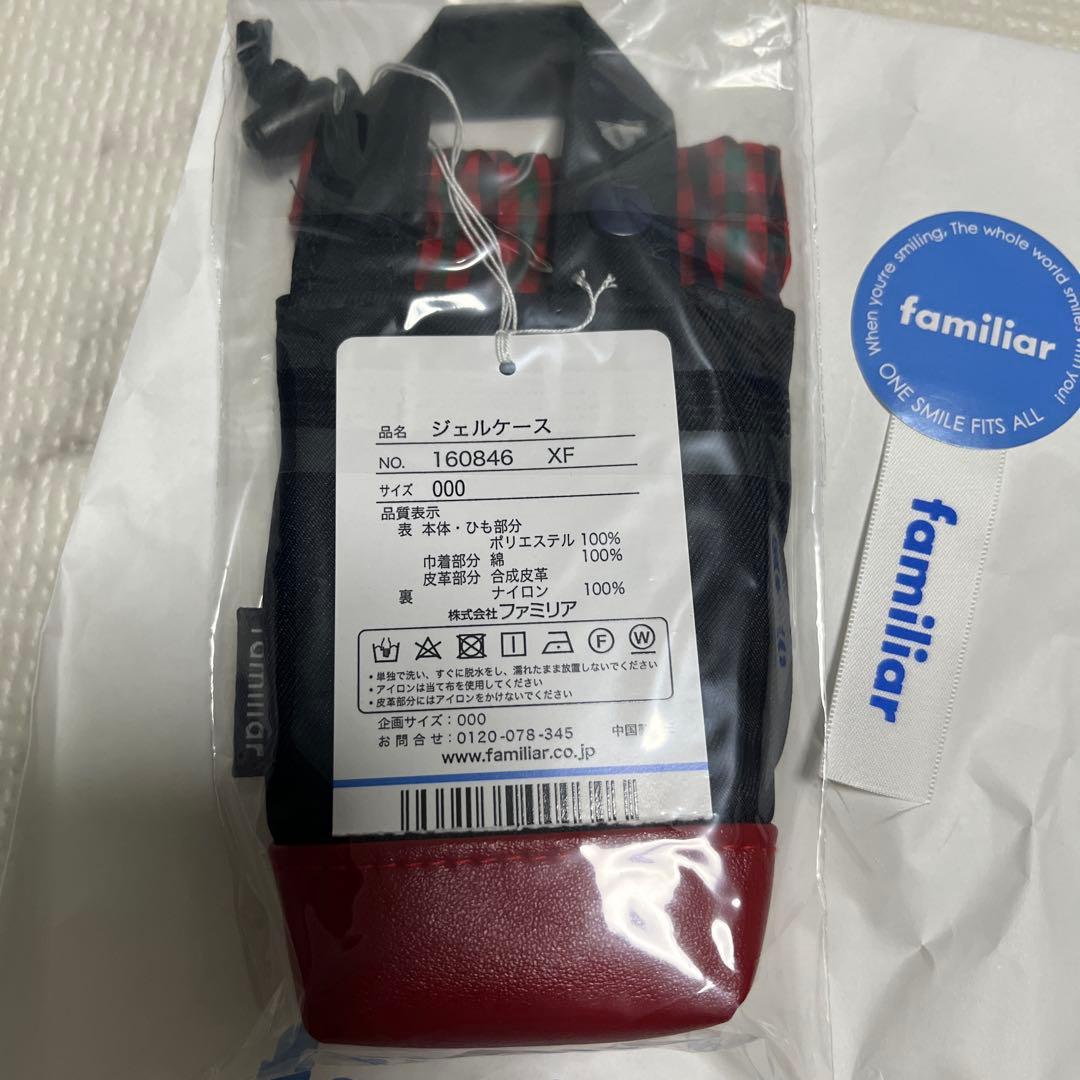 品名 ジェルケース
NO. 160846 XF
サイズ 000
品質表示
表 本体・ひも部分
ポリエステル 100%
巾着部分 綿 100%
皮革部分 合成皮革
裏 ナイロン 100%
株式会社ファミリア
F W
・単独で洗い、すぐに脱水をし、濡れたまま放置しないでください
・アイロンは当て布を使用してください
・皮革部分にはアイロンをかけないでください
企画サイズ:000
お問合せ:0120-078-345 中国
www.familiar.co.jp
familiar
When you're smiling, The whole world smiles with you!
familiar
ONE SMILE FITS ALL
familiar